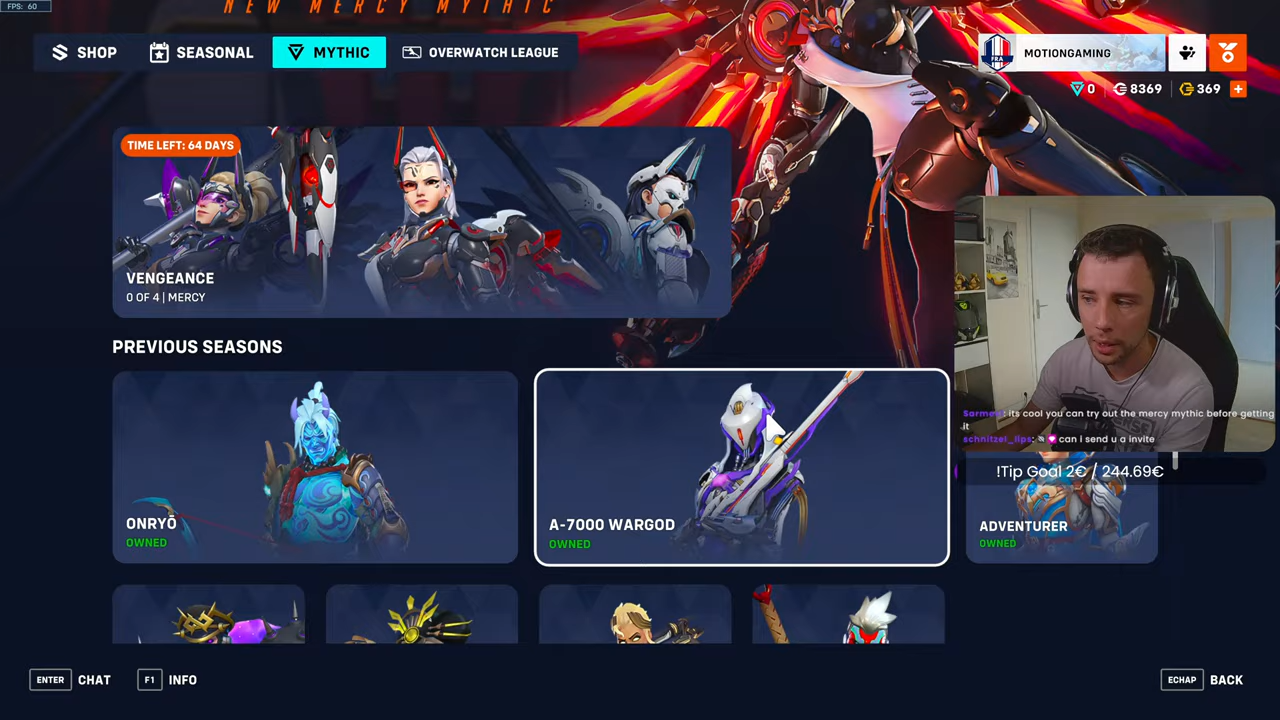 FPS: 60
NEW MERCY MYTHIC
SHOP
SEASONAL
MYTHIC
OVERWATCH LEAGUE
FRA
MOTIONGAMING
0
8369
369
+
TIME LEFT: 64 DAYS
VENGEANCE
0 OF 4 | MERCY
PREVIOUS SEASONS
ONRYŌ
OWNED
A-7000 WARGOD
OWNED
ADVENTURER
OWNED
: its cool you can try out the mercy mythic before getting
it
schnitzel_lips: can i send u a invite
!Tip Goal 2€ / 244.69€
ENTER
CHAT
F1
INFO
ECHAP
BACK